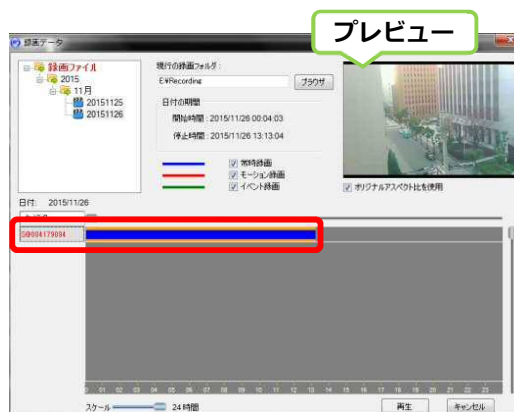 プレビュー
録画データ
録画ファイル
2015
11月
20151125
20151126
現行の録画フォルダ:
E:¥Recording
ブラウザ
日付の期間
開始時間 : 2015/11/26 00:04:03
停止時間 : 2015/11/26 13:13:04
常時録画
モーション録画
イベント録画
オリジナルアスペクト比を使用
日付: 2015/11/26
S@004179094
0 01 02 03 04 05 06 07 08 09 10 11 12 13 14 15 16 17 18 19 20 21 22 23
スケール
24 時間
再生
キャンセル